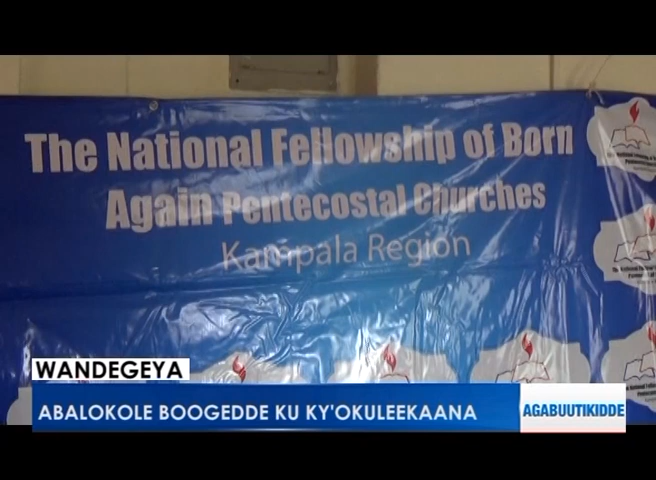 The National Fellowship of Born
Again Pentecostal Churches
Kampala Region
WANDEGEYA
ABALOKOLE BOOGEDDE KU KY'OKULEEKAANA
AGABUUTIKIDDE